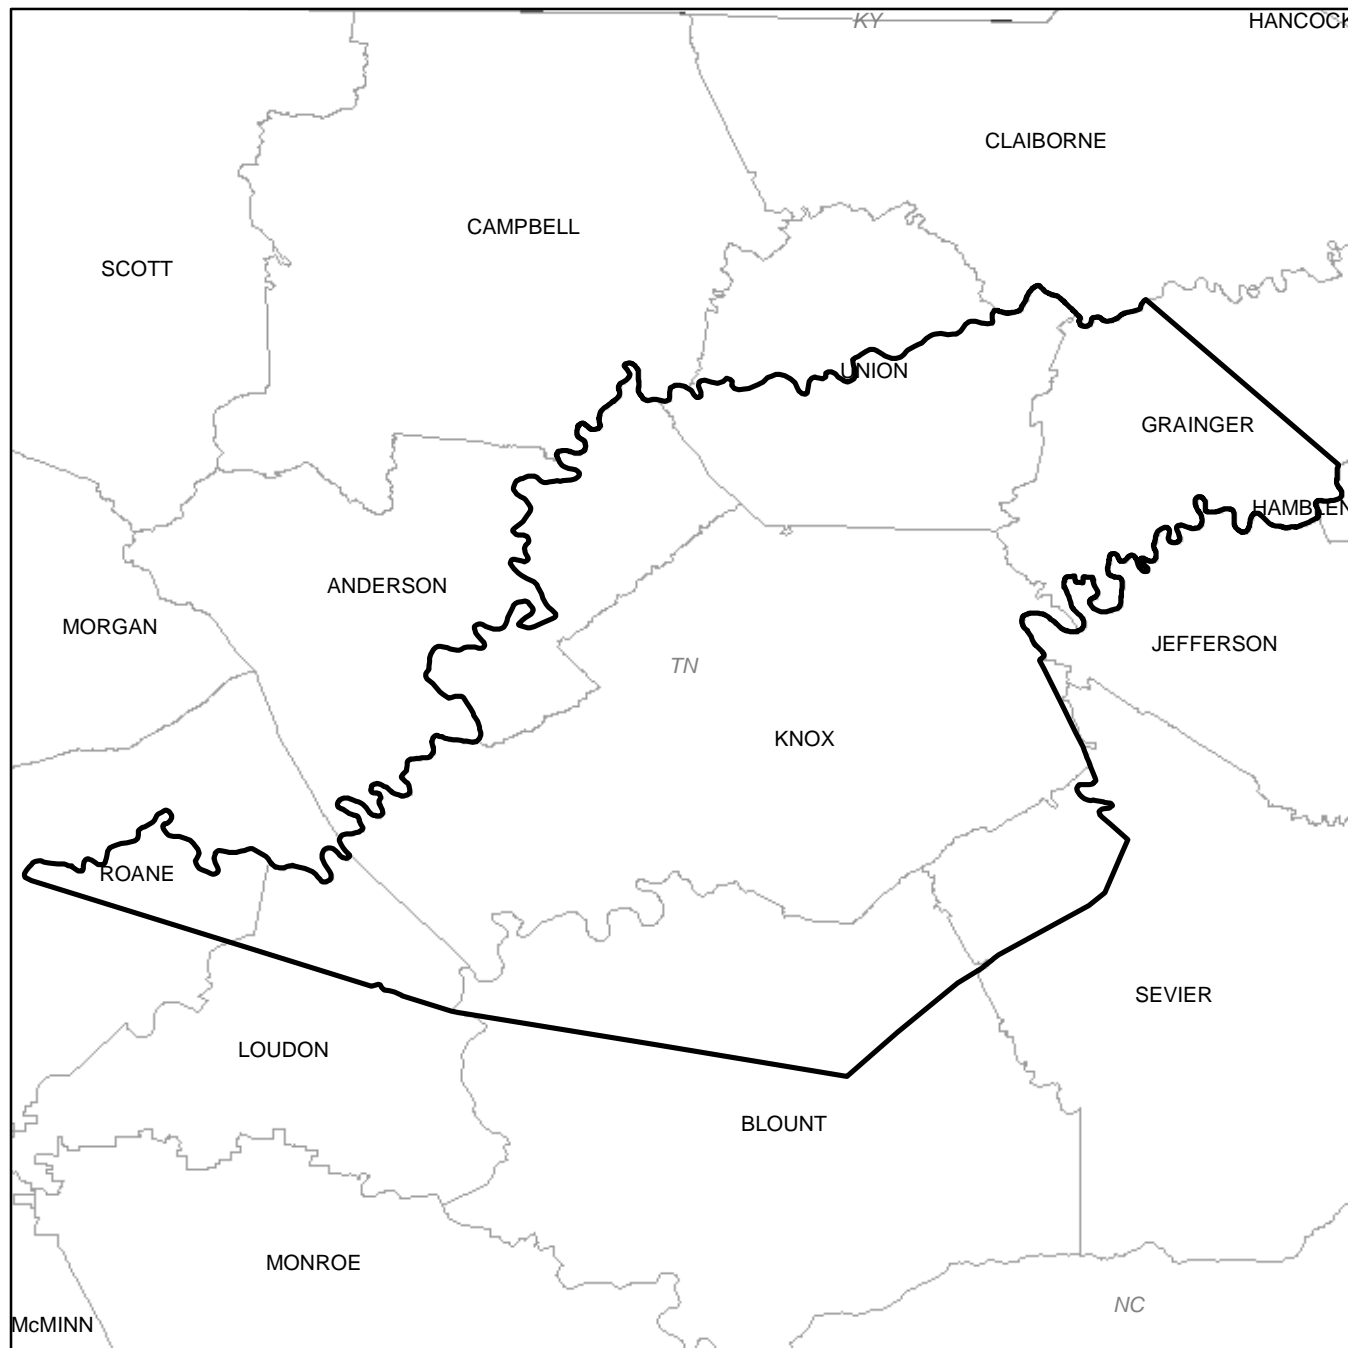 KY
HANCOCK
CLAIBORNE
CAMPBELL
SCOTT
UNION
GRAINGER
HAMBLEN
ANDERSON
MORGAN
JEFFERSON
TN
KNOX
ROANE
SEVIER
LOUDON
BLOUNT
MONROE
NC
McMINN